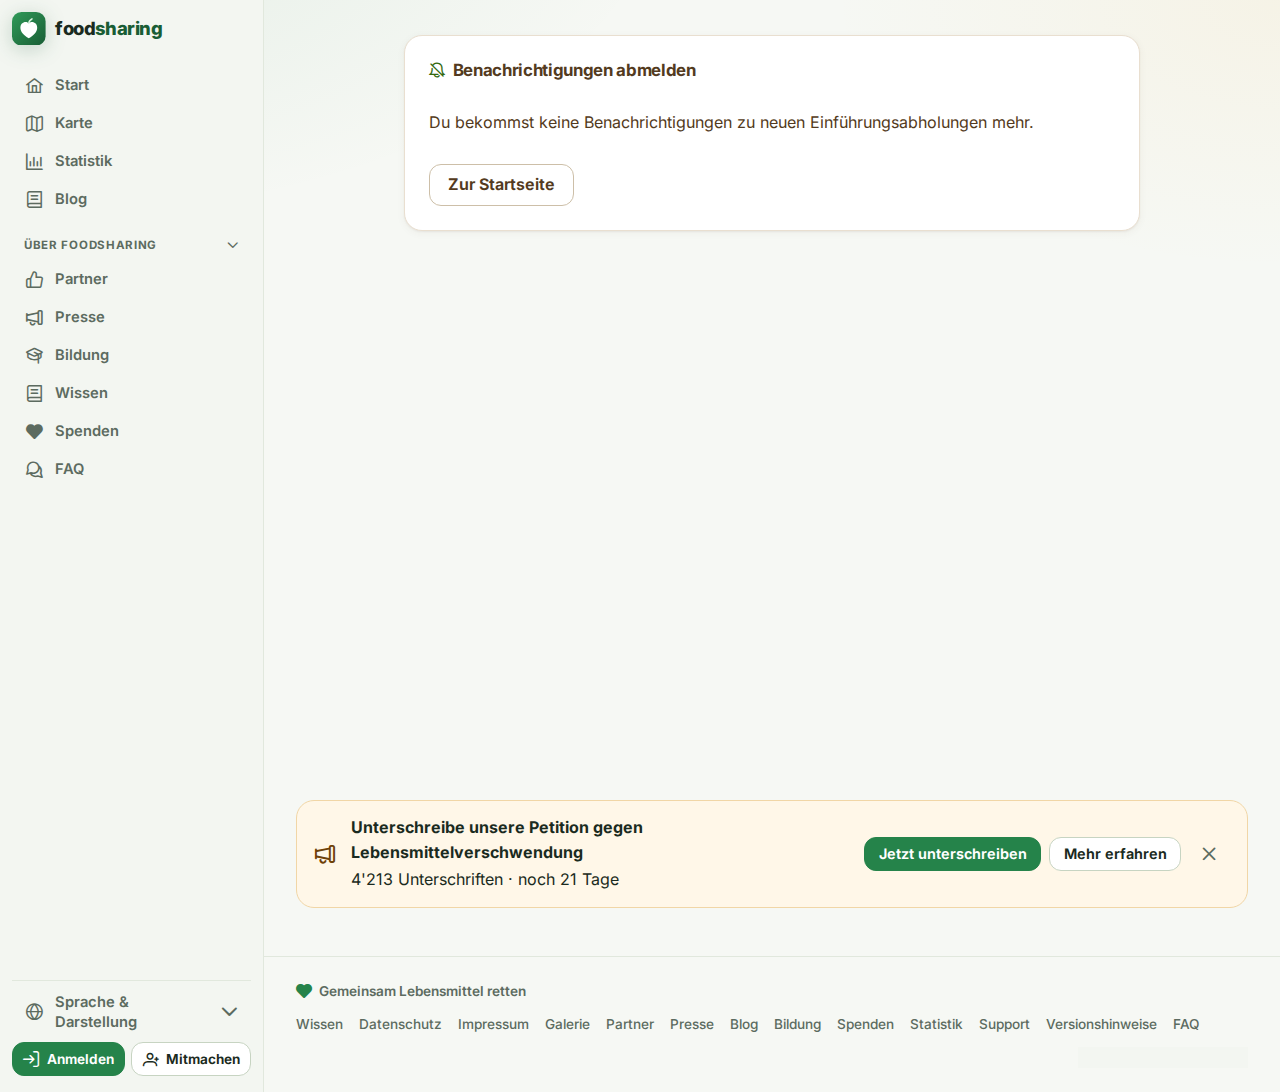 foodsharing
Start
Karte
Statistik
Blog
ÜBER FOODSHARING
Partner
Presse
Bildung
Wissen
Spenden
FAQ
Sprache &
Darstellung
Anmelden
Mitmachen
Benachrichtigungen abmelden
Du bekommst keine Benachrichtigungen zu neuen Einführungsabholungen mehr.
Zur Startseite
Unterschreibe unsere Petition gegen
Lebensmittelverschwendung
4'213 Unterschriften · noch 21 Tage
Jetzt unterschreiben
Mehr erfahren
Gemeinsam Lebensmittel retten
Wissen Datenschutz Impressum Galerie Partner Presse Blog Bildung Spenden Statistik Support Versionshinweise FAQ